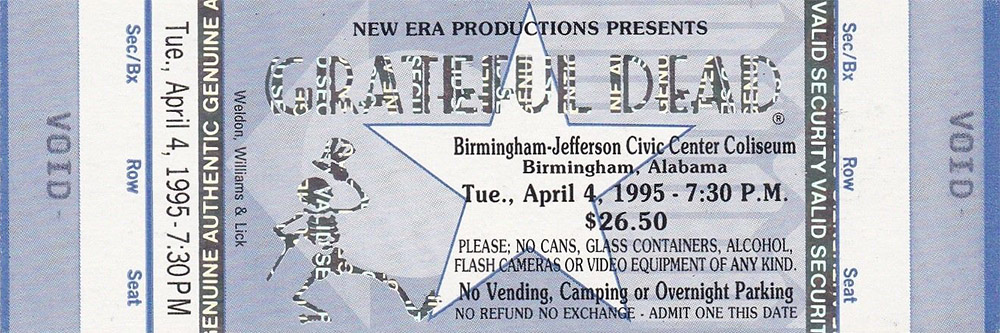 VOID
Sec/Bx
Row
Seat
Tue., April 4, 1995 - 7:30 PM
GENUINE AUTHENTIC GENUINE A
Weldon, Williams & Lick
NEW ERA PRODUCTIONS PRESENTS
GRATEFUL DEAD®
Birmingham-Jefferson Civic Center Coliseum
Birmingham, Alabama
Tue., April 4, 1995 - 7:30 P.M.
$26.50
PLEASE; NO CANS, GLASS CONTAINERS, ALCOHOL,
FLASH CAMERAS OR VIDEO EQUIPMENT OF ANY KIND.
No Vending, Camping or Overnight Parking
NO REFUND NO EXCHANGE - ADMIT ONE THIS DATE
VALID SECURITY VALID SECURI
Sec/Bx
Row
Seat
VOID